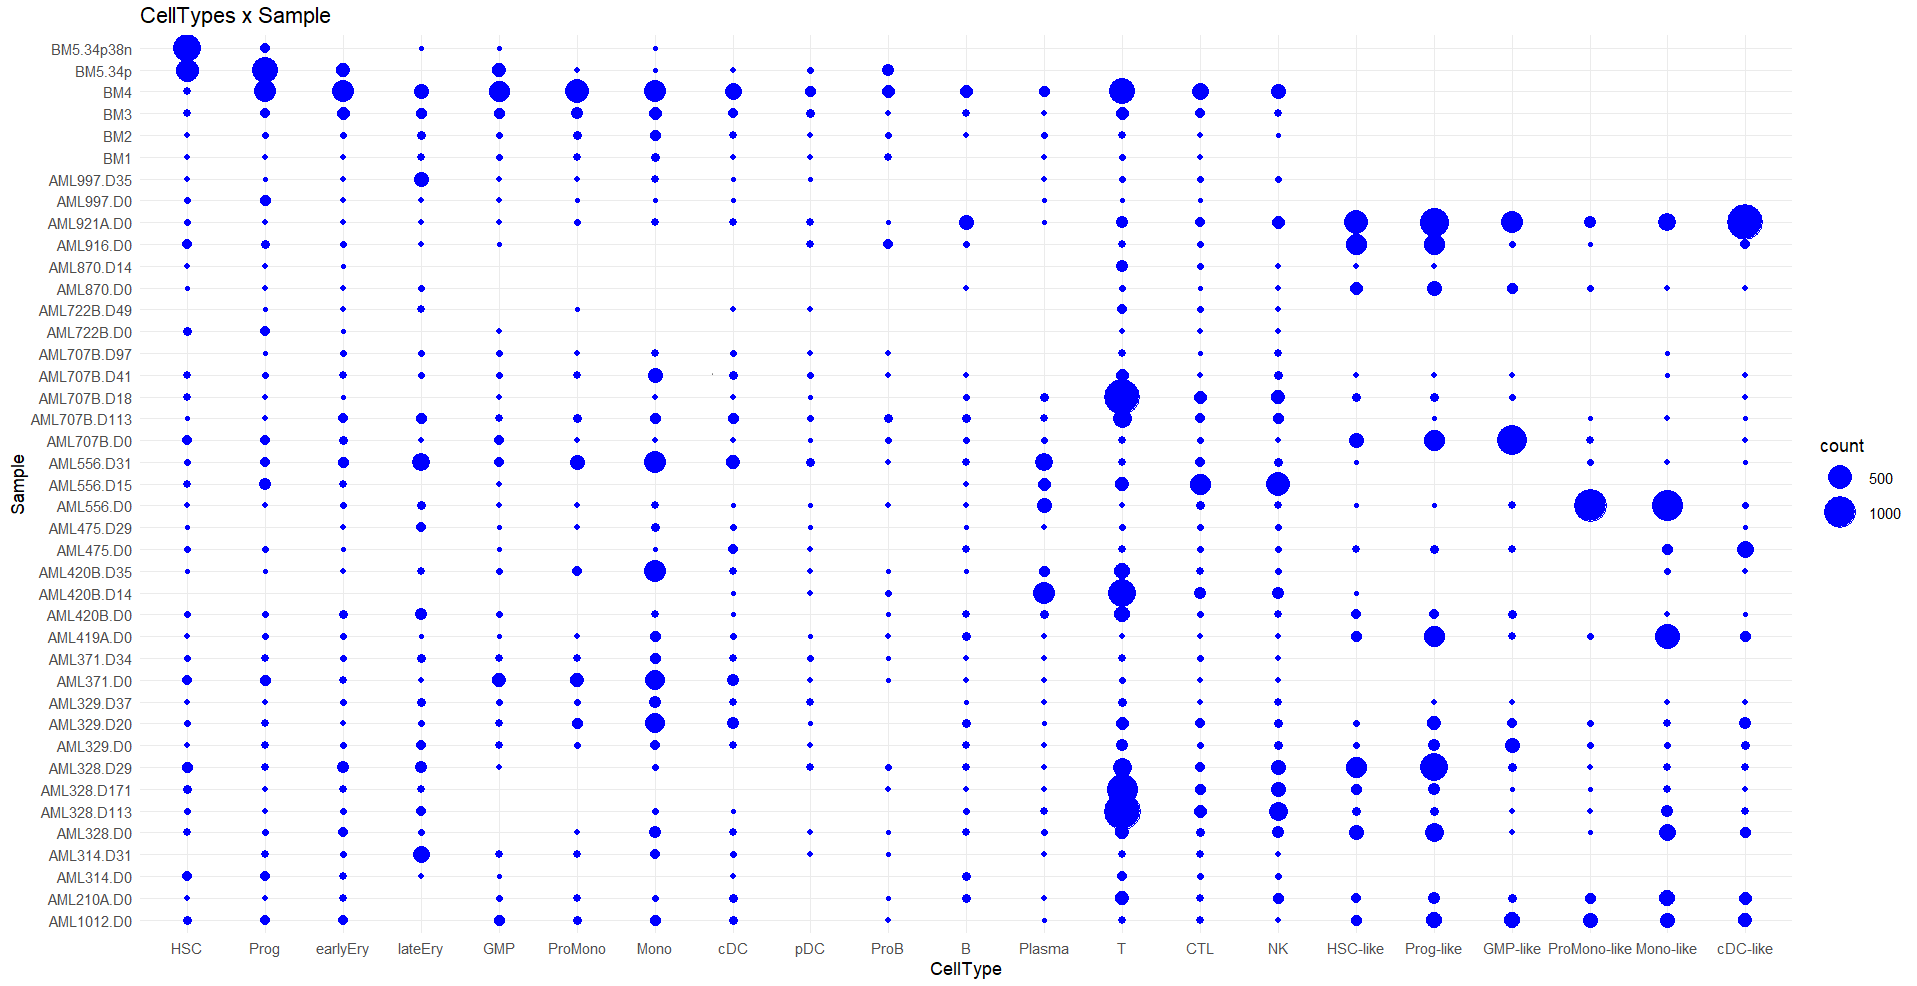 CellTypes x Sample
BM5.34p38n
BM5.34p
BM4
BM3
BM2
BM1
AML997.D35
AML997.D0
AML921A.D0
AML916.D0
AML870.D14
AML870.D0
AML722B.D49
AML722B.D0
AML707B.D97
AML707B.D41
AML707B.D18
AML707B.D113
AML707B.D0
AML556.D31
AML556.D15
AML556.D0
AML475.D29
AML475.D0
AML420B.D35
AML420B.D14
AML420B.D0
AML419A.D0
AML371.D34
AML371.D0
AML329.D37
AML329.D20
AML329.D0
AML328.D29
AML328.D171
AML328.D113
AML328.D0
AML314.D31
AML314.D0
AML210A.D0
AML1012.D0
Sample
HSC Prog earlyEry lateEry GMP ProMono Mono cDC pDC ProB B Plasma T CTL NK HSC-like Prog-like GMP-like ProMono-like Mono-like cDC-like
CellType
count
500
1000